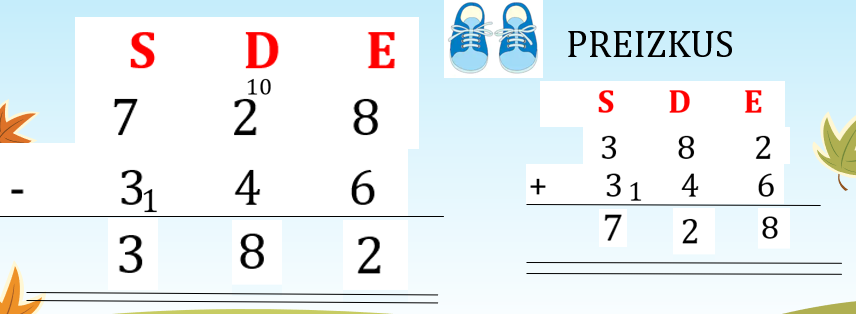 S D E
10
7 2 8
- 3 1 4 6
3 8 2
PREIZKUS
S D E
3 8 2
+ 3 1 4 6
7 2 8